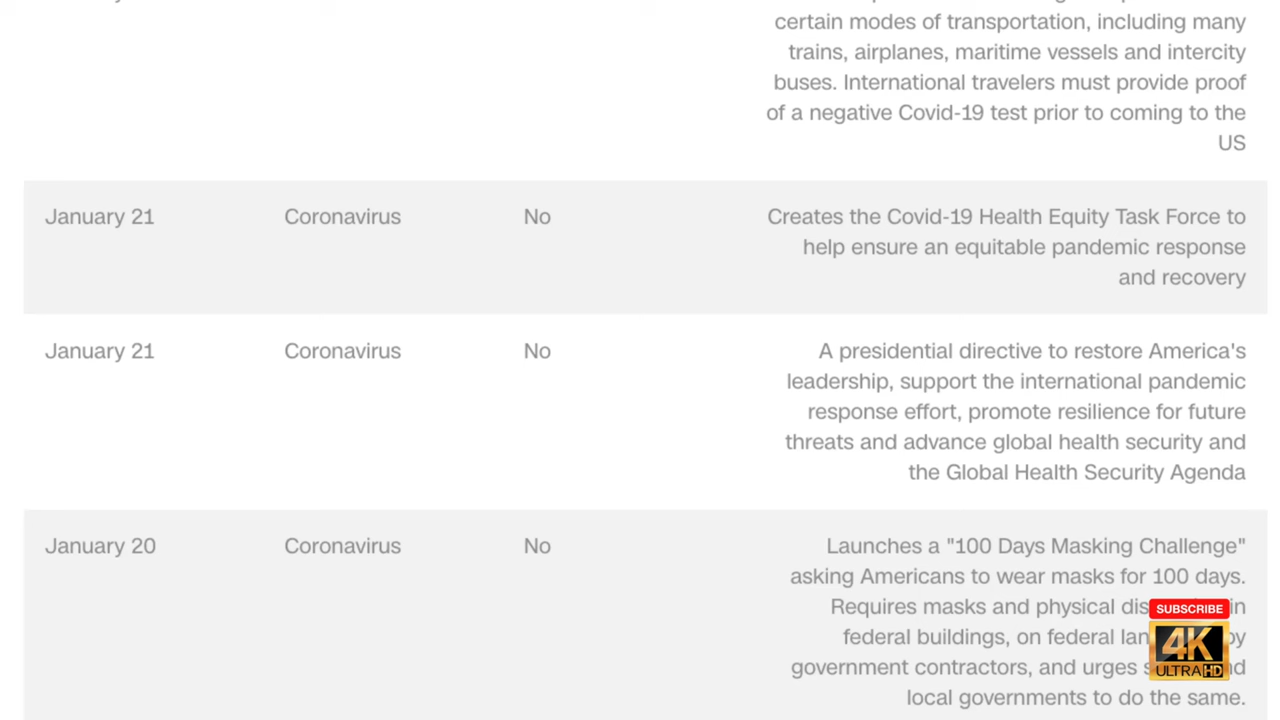 certain modes of transportation, including many
trains, airplanes, maritime vessels and intercity
buses. International travelers must provide proof
of a negative Covid-19 test prior to coming to the
US
January 21 Coronavirus No Creates the Covid-19 Health Equity Task Force to
help ensure an equitable pandemic response
and recovery
January 21 Coronavirus No A presidential directive to restore America's
leadership, support the international pandemic
response effort, promote resilience for future
threats and advance global health security and
the Global Health Security Agenda
January 20 Coronavirus No Launches a "100 Days Masking Challenge"
asking Americans to wear masks for 100 days.
Requires masks and physical in
federal buildings, on federal by
government contractors, and urges
local governments to do the same.
SUBSCRIBE
4K
ULTRA HD